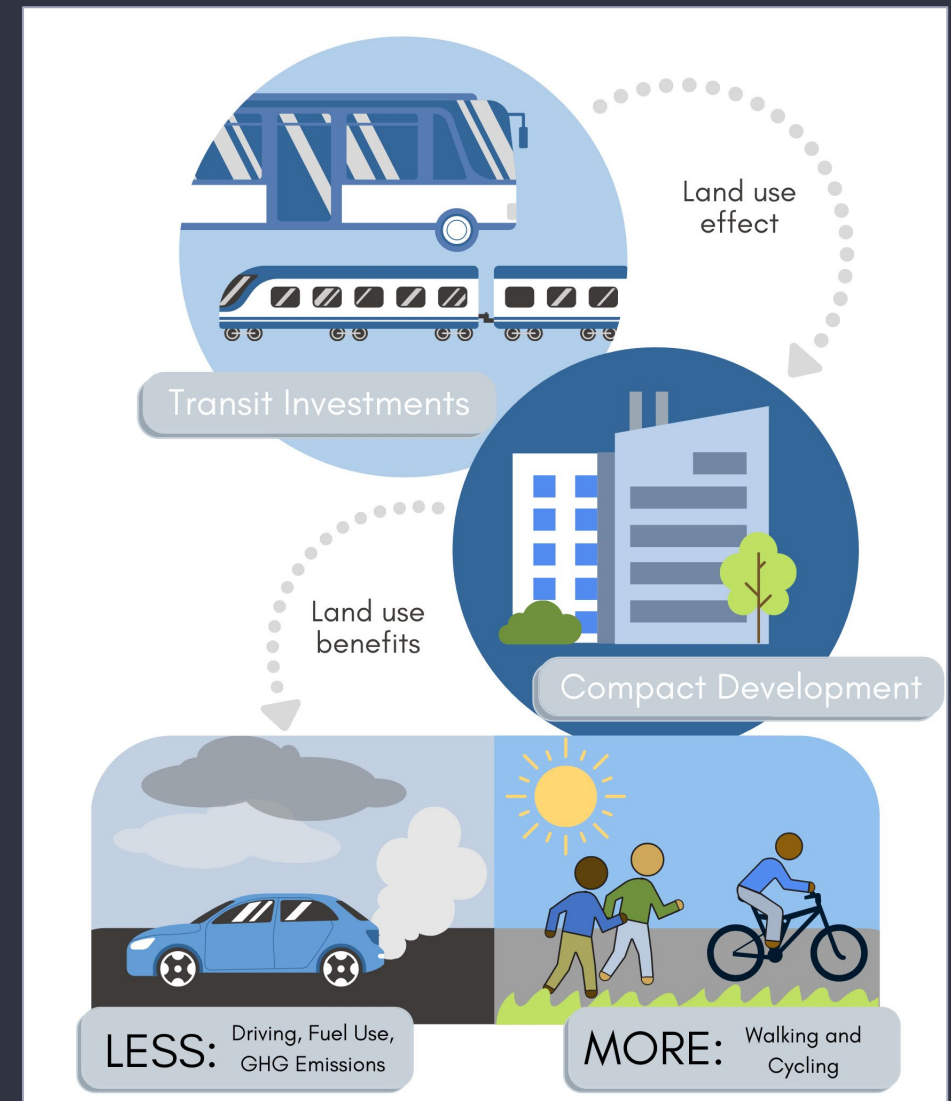 Land use
effect
Transit Investments
Land use
benefits
Compact Development
LESS:
Driving, Fuel Use,
GHG Emissions
MORE:
Walking and
Cycling